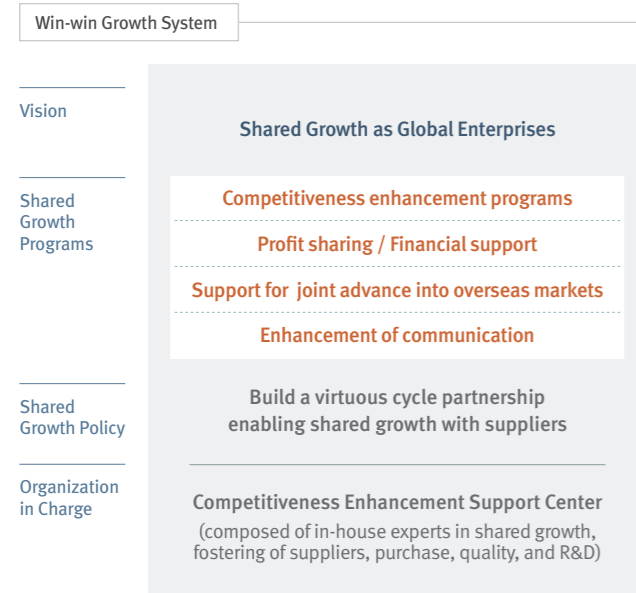 Win-win Growth System
Vision
Shared Growth as Global Enterprises
Shared
Growth
Programs
Competitiveness enhancement programs
Profit sharing / Financial support
Support for joint advance into overseas markets
Enhancement of communication
Shared
Growth Policy
Build a virtuous cycle partnership
enabling shared growth with suppliers
Organization
in Charge
Competitiveness Enhancement Support Center
(composed of in-house experts in shared growth,
fostering of suppliers, purchase, quality, and R&D)